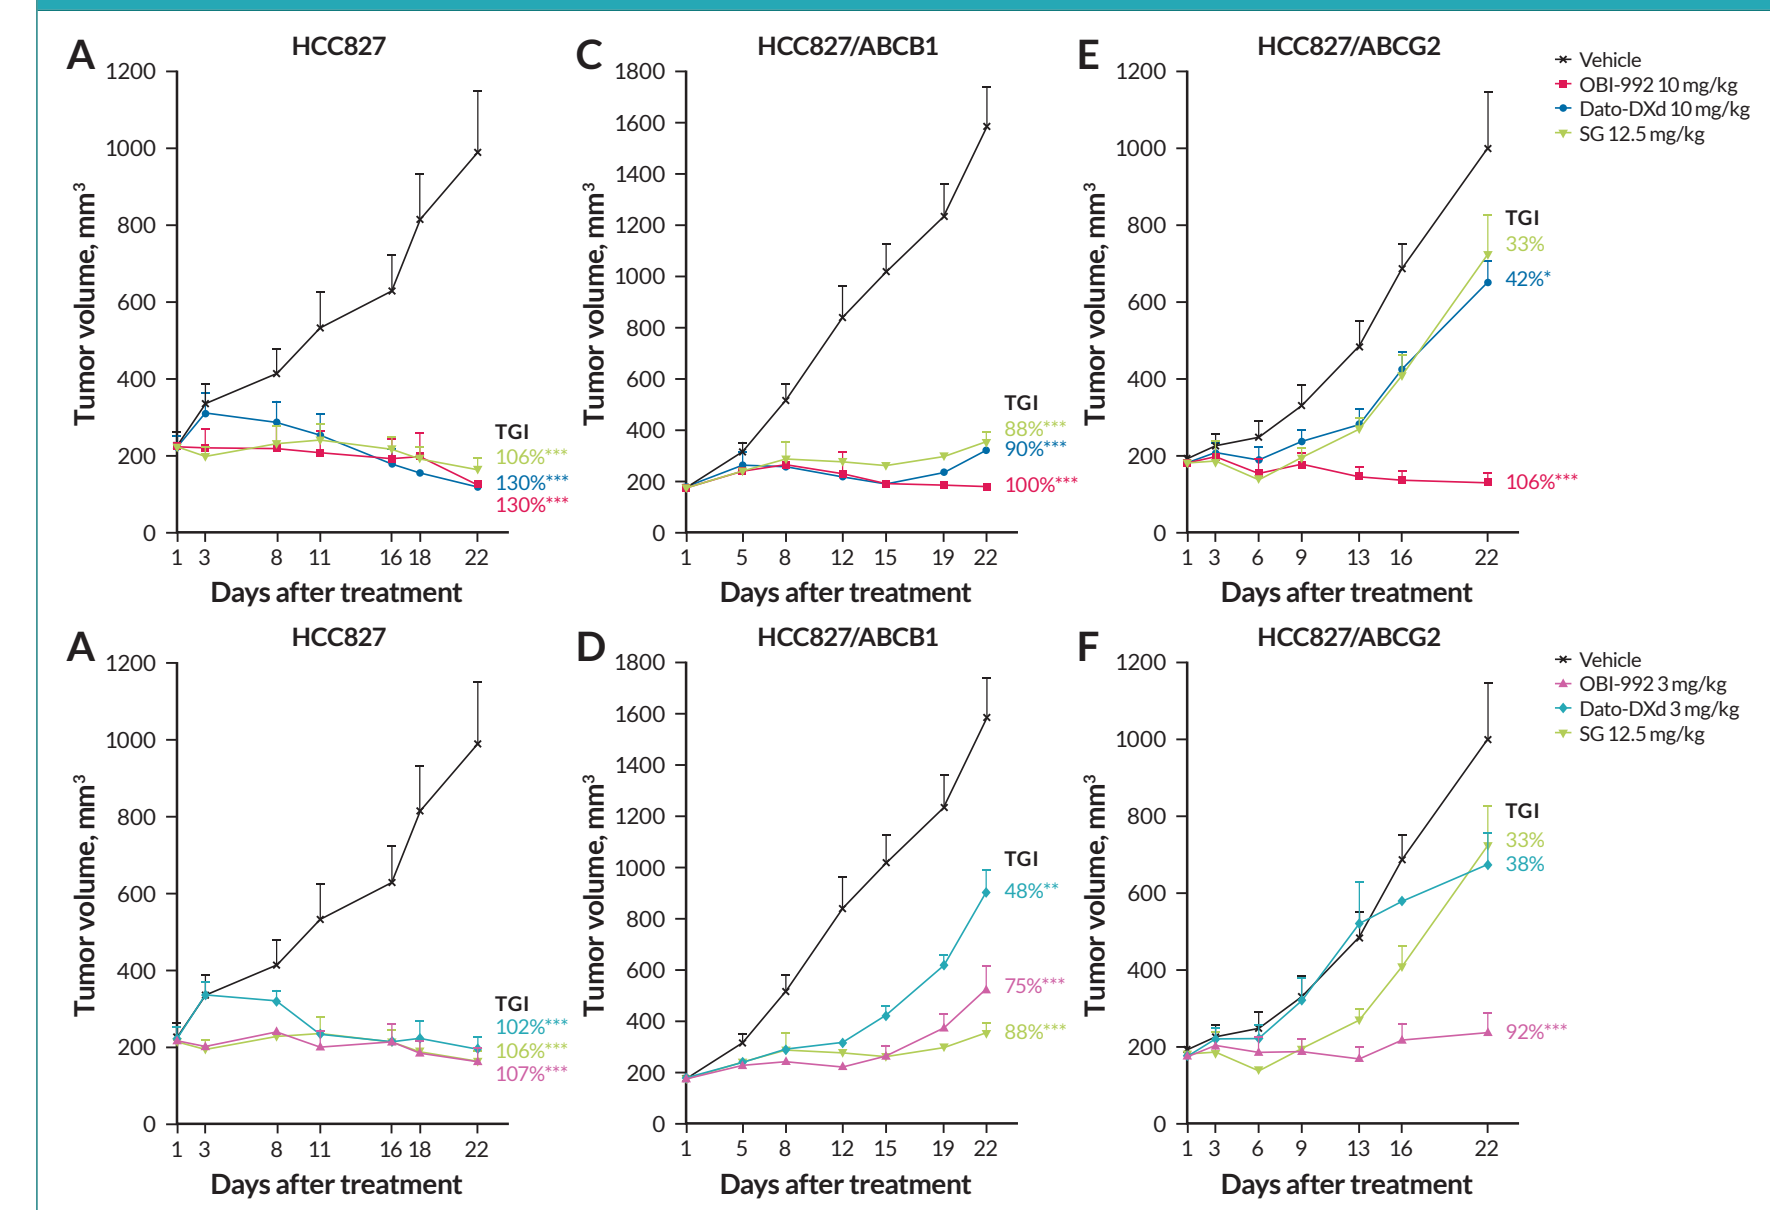 A
HCC827
1200
1000
800
600
400
200
0
Tumor volume, mm³
1 3 8 11 16 18 22
Days after treatment
TGI
106%***
130%***
130%***
C
HCC827/ABCB1
1800
1600
1400
1200
1000
800
600
400
200
0
Tumor volume, mm³
1 5 8 12 15 19 22
Days after treatment
TGI
88%***
90%***
100%***
E
HCC827/ABCG2
1200
1000
800
600
400
200
0
Tumor volume, mm³
1 3 6 9 13 16 22
Days after treatment
TGI
33%
42%*
106%***
Vehicle
OBI-992 10 mg/kg
Dato-DXd 10 mg/kg
SG 12.5 mg/kg
A
HCC827
1200
1000
800
600
400
200
0
Tumor volume, mm³
1 3 8 11 16 18 22
Days after treatment
TGI
102%***
106%***
107%***
D
HCC827/ABCB1
1800
1600
1400
1200
1000
800
600
400
200
0
Tumor volume, mm³
1 5 8 12 15 19 22
Days after treatment
TGI
48%**
75%***
88%***
F
HCC827/ABCG2
1200
1000
800
600
400
200
0
Tumor volume, mm³
1 3 6 9 13 16 22
Days after treatment
TGI
33%
38%
92%***
Vehicle
OBI-992 3 mg/kg
Dato-DXd 3 mg/kg
SG 12.5 mg/kg